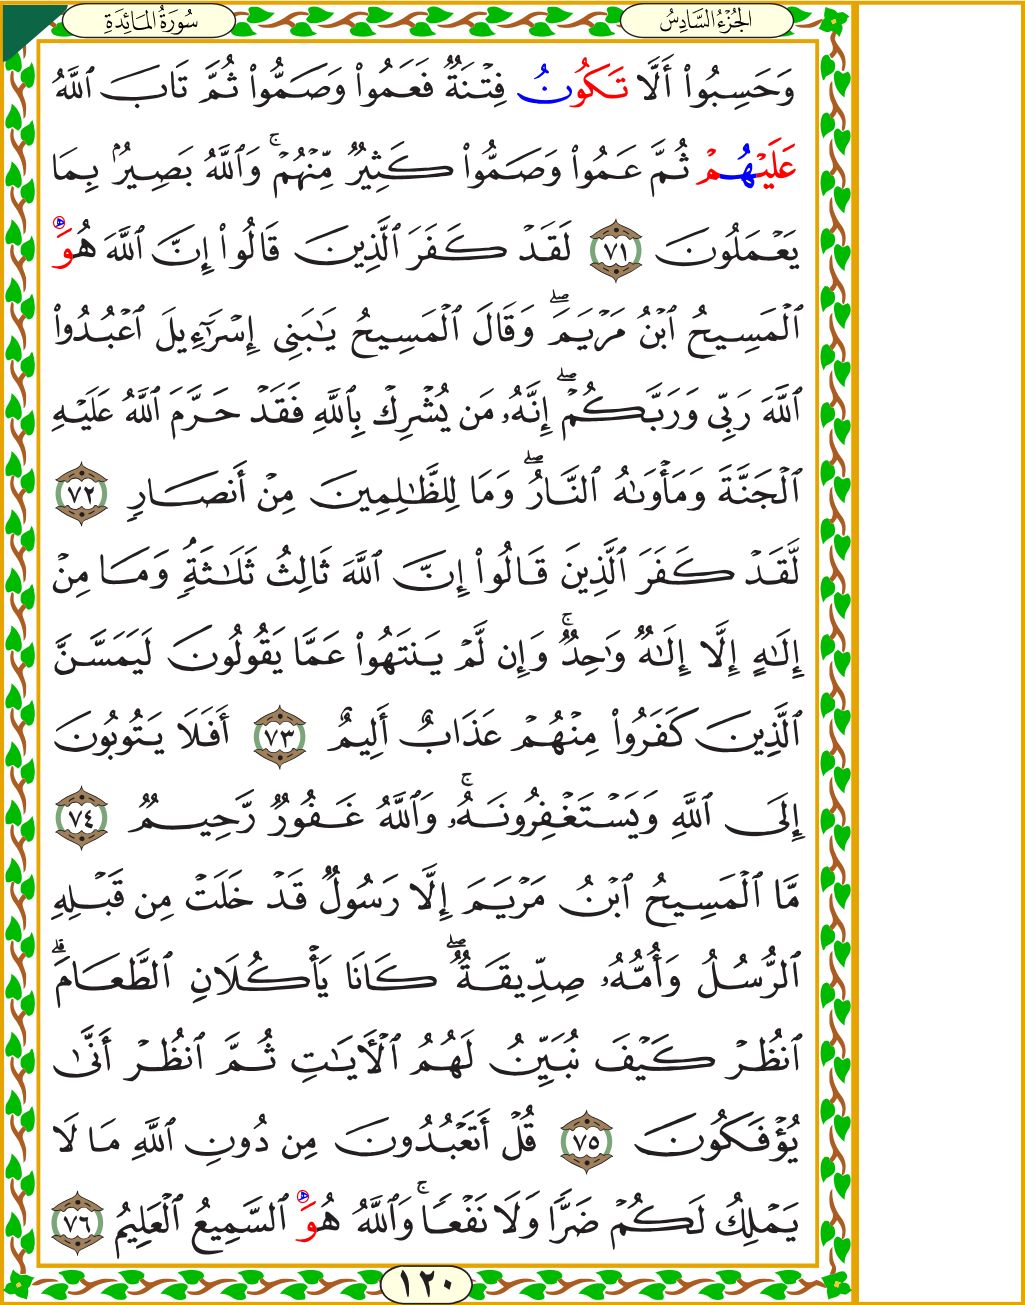 سُورَةُ المَائِدَةِ
الجُزْءُ السَّادِسُ
وَحَسِبُوٓا۟ أَلَّا تَكُونُ فِتْنَةٌ فَعَمُوا۟ وَصَمُّوا۟ ثُمَّ تَابَ ٱللَّهُ
عَلَيْهُمْ ثُمَّ عَمُوا۟ وَصَمُّوا۟ كَثِيرٌ مِّنْهُمْ ۚ وَٱللَّهُ بَصِيرٌۢ بِمَا
يَعْمَلُونَ ٧١ لَقَدْ كَفَرَ ٱلَّذِينَ قَالُوٓا۟ إِنَّ ٱللَّهَ هُوَ
ٱلْمَسِيحُ ٱبْنُ مَرْيَمَ ۖ وَقَالَ ٱلْمَسِيحُ يَـٰبَنِىٓ إِسْرَٰٓءِيلَ ٱعْبُدُوا۟
ٱللَّهَ رَبِّى وَرَبَّكُمْ ۖ إِنَّهُۥ مَن يُشْرِكْ بِٱللَّهِ فَقَدْ حَرَّمَ ٱللَّهُ عَلَيْهِ
ٱلْجَنَّةَ وَمَأْوَىٰهُ ٱلنَّارُ ۖ وَمَا لِلظَّـٰلِمِينَ مِنْ أَنصَارٍ ٧٢
لَّقَدْ كَفَرَ ٱلَّذِينَ قَالُوٓا۟ إِنَّ ٱللَّهَ ثَالِثُ ثَلَـٰثَةٍ ۘ وَمَا مِنْ
إِلَـٰهٍ إِلَّآ إِلَـٰهٌ وَٰحِدٌ ۚ وَإِن لَّمْ يَنتَهُوا۟ عَمَّا يَقُولُونَ لَيَمَسَّنَّ
ٱلَّذِينَ كَفَرُوا۟ مِنْهُمْ عَذَابٌ أَلِيمٌ ٧٣ أَفَلَا يَتُوبُونَ
إِلَى ٱللَّهِ وَيَسْتَغْفِرُونَهُۥ ۚ وَٱللَّهُ غَفُورٌ رَّحِيمٌ ٧٤
مَّا ٱلْمَسِيحُ ٱبْنُ مَرْيَمَ إِلَّا رَسُولٌ قَدْ خَلَتْ مِن قَبْلِهِ
ٱلرُّسُلُ وَأُمُّهُۥ صِدِّيقَةٌ ۖ كَانَا يَأْكُلَانِ ٱلطَّعَامَ ۗ
ٱنظُرْ كَيْفَ نُبَيِّنُ لَهُمُ ٱلْـَٔايَـٰتِ ثُمَّ ٱنظُرْ أَنَّىٰ
يُؤْفَكُونَ ٧٥ قُلْ أَتَعْبُدُونَ مِن دُونِ ٱللَّهِ مَا لَا
يَمْلِكُ لَكُمْ ضَرًّا وَلَا نَفْعًا ۚ وَٱللَّهُ هُوَ ٱلسَّمِيعُ ٱلْعَلِيمُ ٧٦
١٢٠